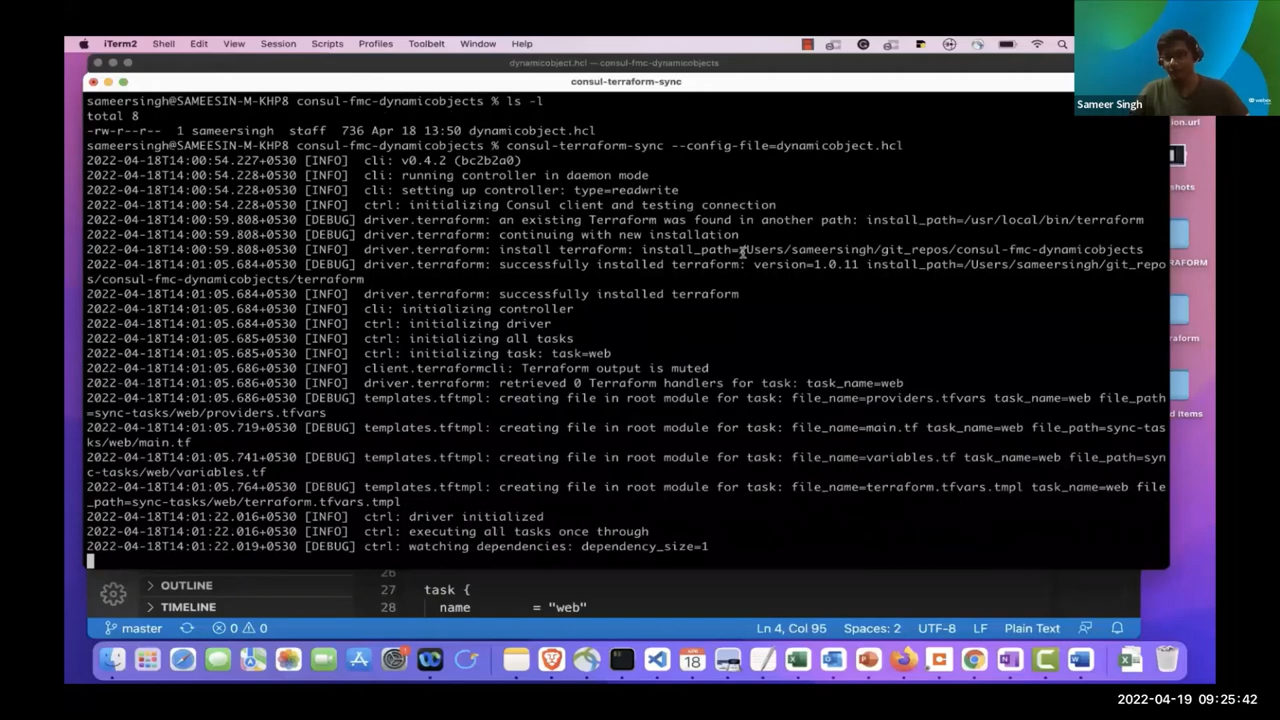 iTerm2 Shell Edit View Session Scripts Profiles Toolbelt Window Help
dynamicobject.hcl — consul-fmc-dynamicobjects
consul-terraform-sync
sameersingh@SAMEESIN-M-KHP8 consul-fmc-dynamicobjects % ls -l
total 8
-rw-r--r-- 1 sameersingh staff 736 Apr 18 13:50 dynamicobject.hcl
sameersingh@SAMEESIN-M-KHP8 consul-fmc-dynamicobjects % consul-terraform-sync --config-file=dynamicobject.hcl
2022-04-18T14:00:54.227+0530 [INFO] cli: v0.4.2 (bc2b2a0)
2022-04-18T14:00:54.228+0530 [INFO] cli: running controller in daemon mode
2022-04-18T14:00:54.228+0530 [INFO] cli: setting up controller: type=readwrite
2022-04-18T14:00:54.228+0530 [INFO] ctrl: initializing Consul client and testing connection
2022-04-18T14:00:59.808+0530 [DEBUG] driver.terraform: an existing Terraform was found in another path: install_path=/usr/local/bin/terraform
2022-04-18T14:00:59.808+0530 [DEBUG] driver.terraform: continuing with new installation
2022-04-18T14:00:59.808+0530 [INFO] driver.terraform: install terraform: install_path=/Users/sameersingh/git_repos/consul-fmc-dynamicobjects
2022-04-18T14:01:05.684+0530 [DEBUG] driver.terraform: successfully installed terraform: version=1.0.11 install_path=/Users/sameersingh/git_repo
s/consul-fmc-dynamicobjects/terraform
2022-04-18T14:01:05.684+0530 [INFO] driver.terraform: successfully installed terraform
2022-04-18T14:01:05.684+0530 [INFO] cli: initializing controller
2022-04-18T14:01:05.684+0530 [INFO] ctrl: initializing driver
2022-04-18T14:01:05.685+0530 [INFO] ctrl: initializing all tasks
2022-04-18T14:01:05.685+0530 [INFO] ctrl: initializing task: task=web
2022-04-18T14:01:05.686+0530 [INFO] client.terraformcli: Terraform output is muted
2022-04-18T14:01:05.686+0530 [INFO] driver.terraform: retrieved 0 Terraform handlers for task: task_name=web
2022-04-18T14:01:05.686+0530 [DEBUG] templates.tftmpl: creating file in root module for task: file_name=providers.tfvars task_name=web file_path
=sync-tasks/web/providers.tfvars
2022-04-18T14:01:05.719+0530 [DEBUG] templates.tftmpl: creating file in root module for task: file_name=main.tf task_name=web file_path=sync-tas
ks/web/main.tf
2022-04-18T14:01:05.741+0530 [DEBUG] templates.tftmpl: creating file in root module for task: file_name=variables.tf task_name=web file_path=syn
c-tasks/web/variables.tf
2022-04-18T14:01:05.764+0530 [DEBUG] templates.tftmpl: creating file in root module for task: file_name=terraform.tfvars.tmpl task_name=web file
_path=sync-tasks/web/terraform.tfvars.tmpl
2022-04-18T14:01:22.016+0530 [INFO] ctrl: driver initialized
2022-04-18T14:01:22.016+0530 [INFO] ctrl: executing all tasks once through
2022-04-18T14:01:22.019+0530 [DEBUG] ctrl: watching dependencies: dependency_size=1
Sameer Singh
webex
ion.url
shots
RAFORM
raform
d items
26
OUTLINE
27 task {
TIMELINE
28 name = "web"
master 0 0 Ln 4, Col 95 Spaces: 2 UTF-8 LF Plain Text
APR
18
2022-04-19 09:25:42